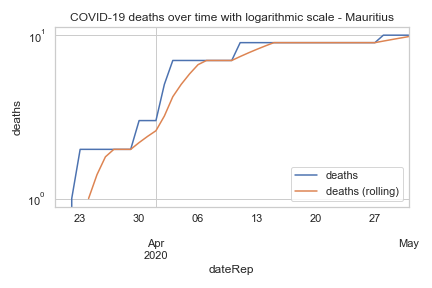 COVID-19 deaths over time with logarithmic scale - Mauritius
10¹
deaths
10⁰
deaths
deaths (rolling)
23 30 06 13 20 27
Apr May
2020
dateRep